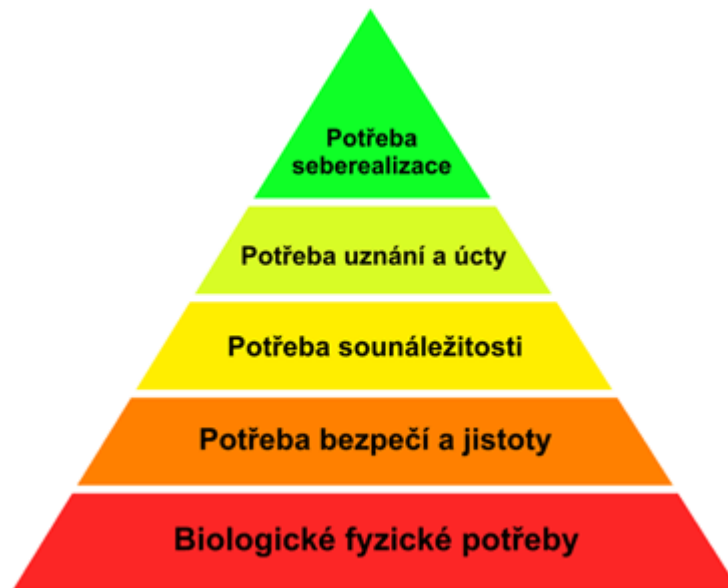 Potřeba
seberealizace
Potřeba uznání a úcty
Potřeba sounáležitosti
Potřeba bezpečí a jistoty
Biologické fyzické potřeby